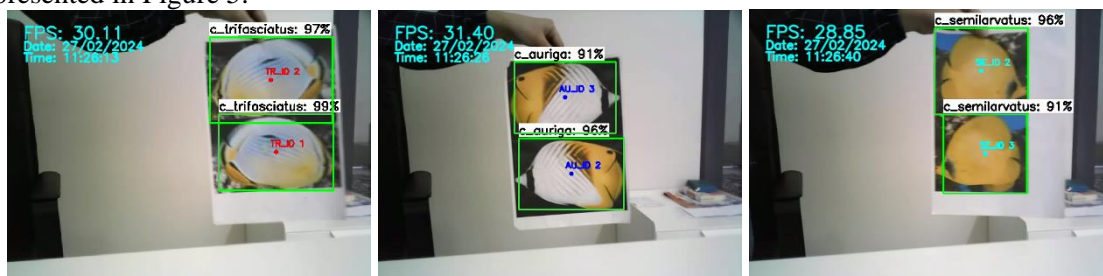 presented in Figure 5.
FPS: 30.11
Date: 27/02/2024
Time: 11:26:13
c_trifasciatus: 97%
TR_ID 2
c_trifasciatus: 99%
TR_ID 1
FPS: 31.40
Date: 27/02/2024
Time: 11:26:26
c_auriga: 91%
AU_ID 3
c_auriga: 96%
AU_ID 2
FPS: 28.85
Date: 27/02/2024
Time: 11:26:40
c_semilarvatus: 96%
SE_ID 2
c_semilarvatus: 91%
SE_ID 3